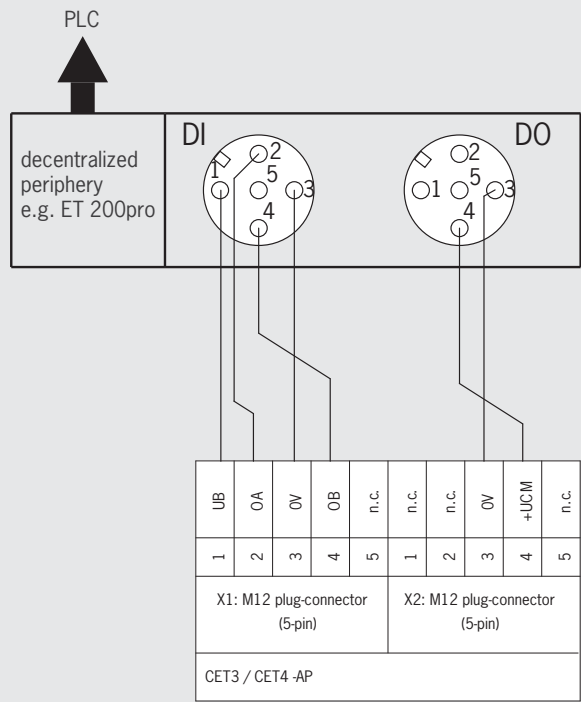 PLC
decentralized
periphery
e.g. ET 200pro
DI
1
2
5
3
4
DO
2
1
5
3
4
UB
OA
0V
OB
n.c.
n.c.
n.c.
0V
+UCM
n.c.
1
2
3
4
5
1
2
3
4
5
X1: M12 plug-connector
(5-pin)
X2: M12 plug-connector
(5-pin)
CET3 / CET4 -AP